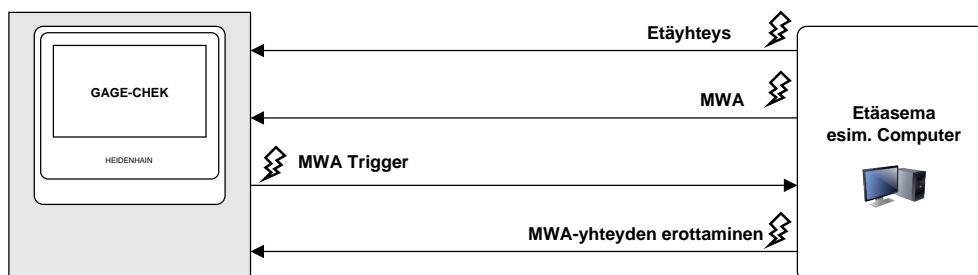 Etäyhteys
GAGE-CHEK
MWA
Etäasema
esim. Computer
HEIDENHAIN
MWA Trigger
MWA-yhteyden erottaminen